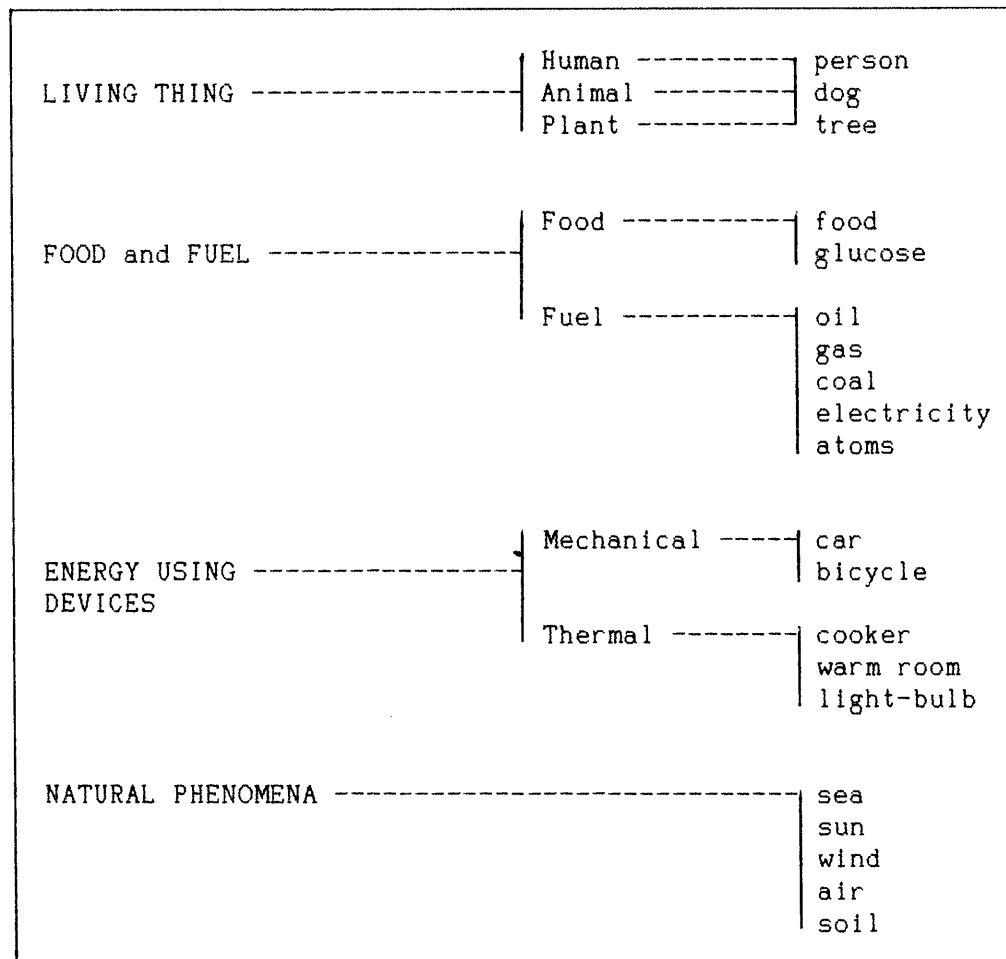 Human ---------- person
LIVING THING ---------------- Animal --------- dog
Plant ---------- tree
Food ----------- food
FOOD and FUEL --------------- glucose
Fuel ----------- oil
gas
coal
electricity
atoms
Mechanical ----- car
ENERGY USING ---------------- bicycle
DEVICES
Thermal -------- cooker
warm room
light-bulb
NATURAL PHENOMENA ----------------------------- sea
sun
wind
air
soil